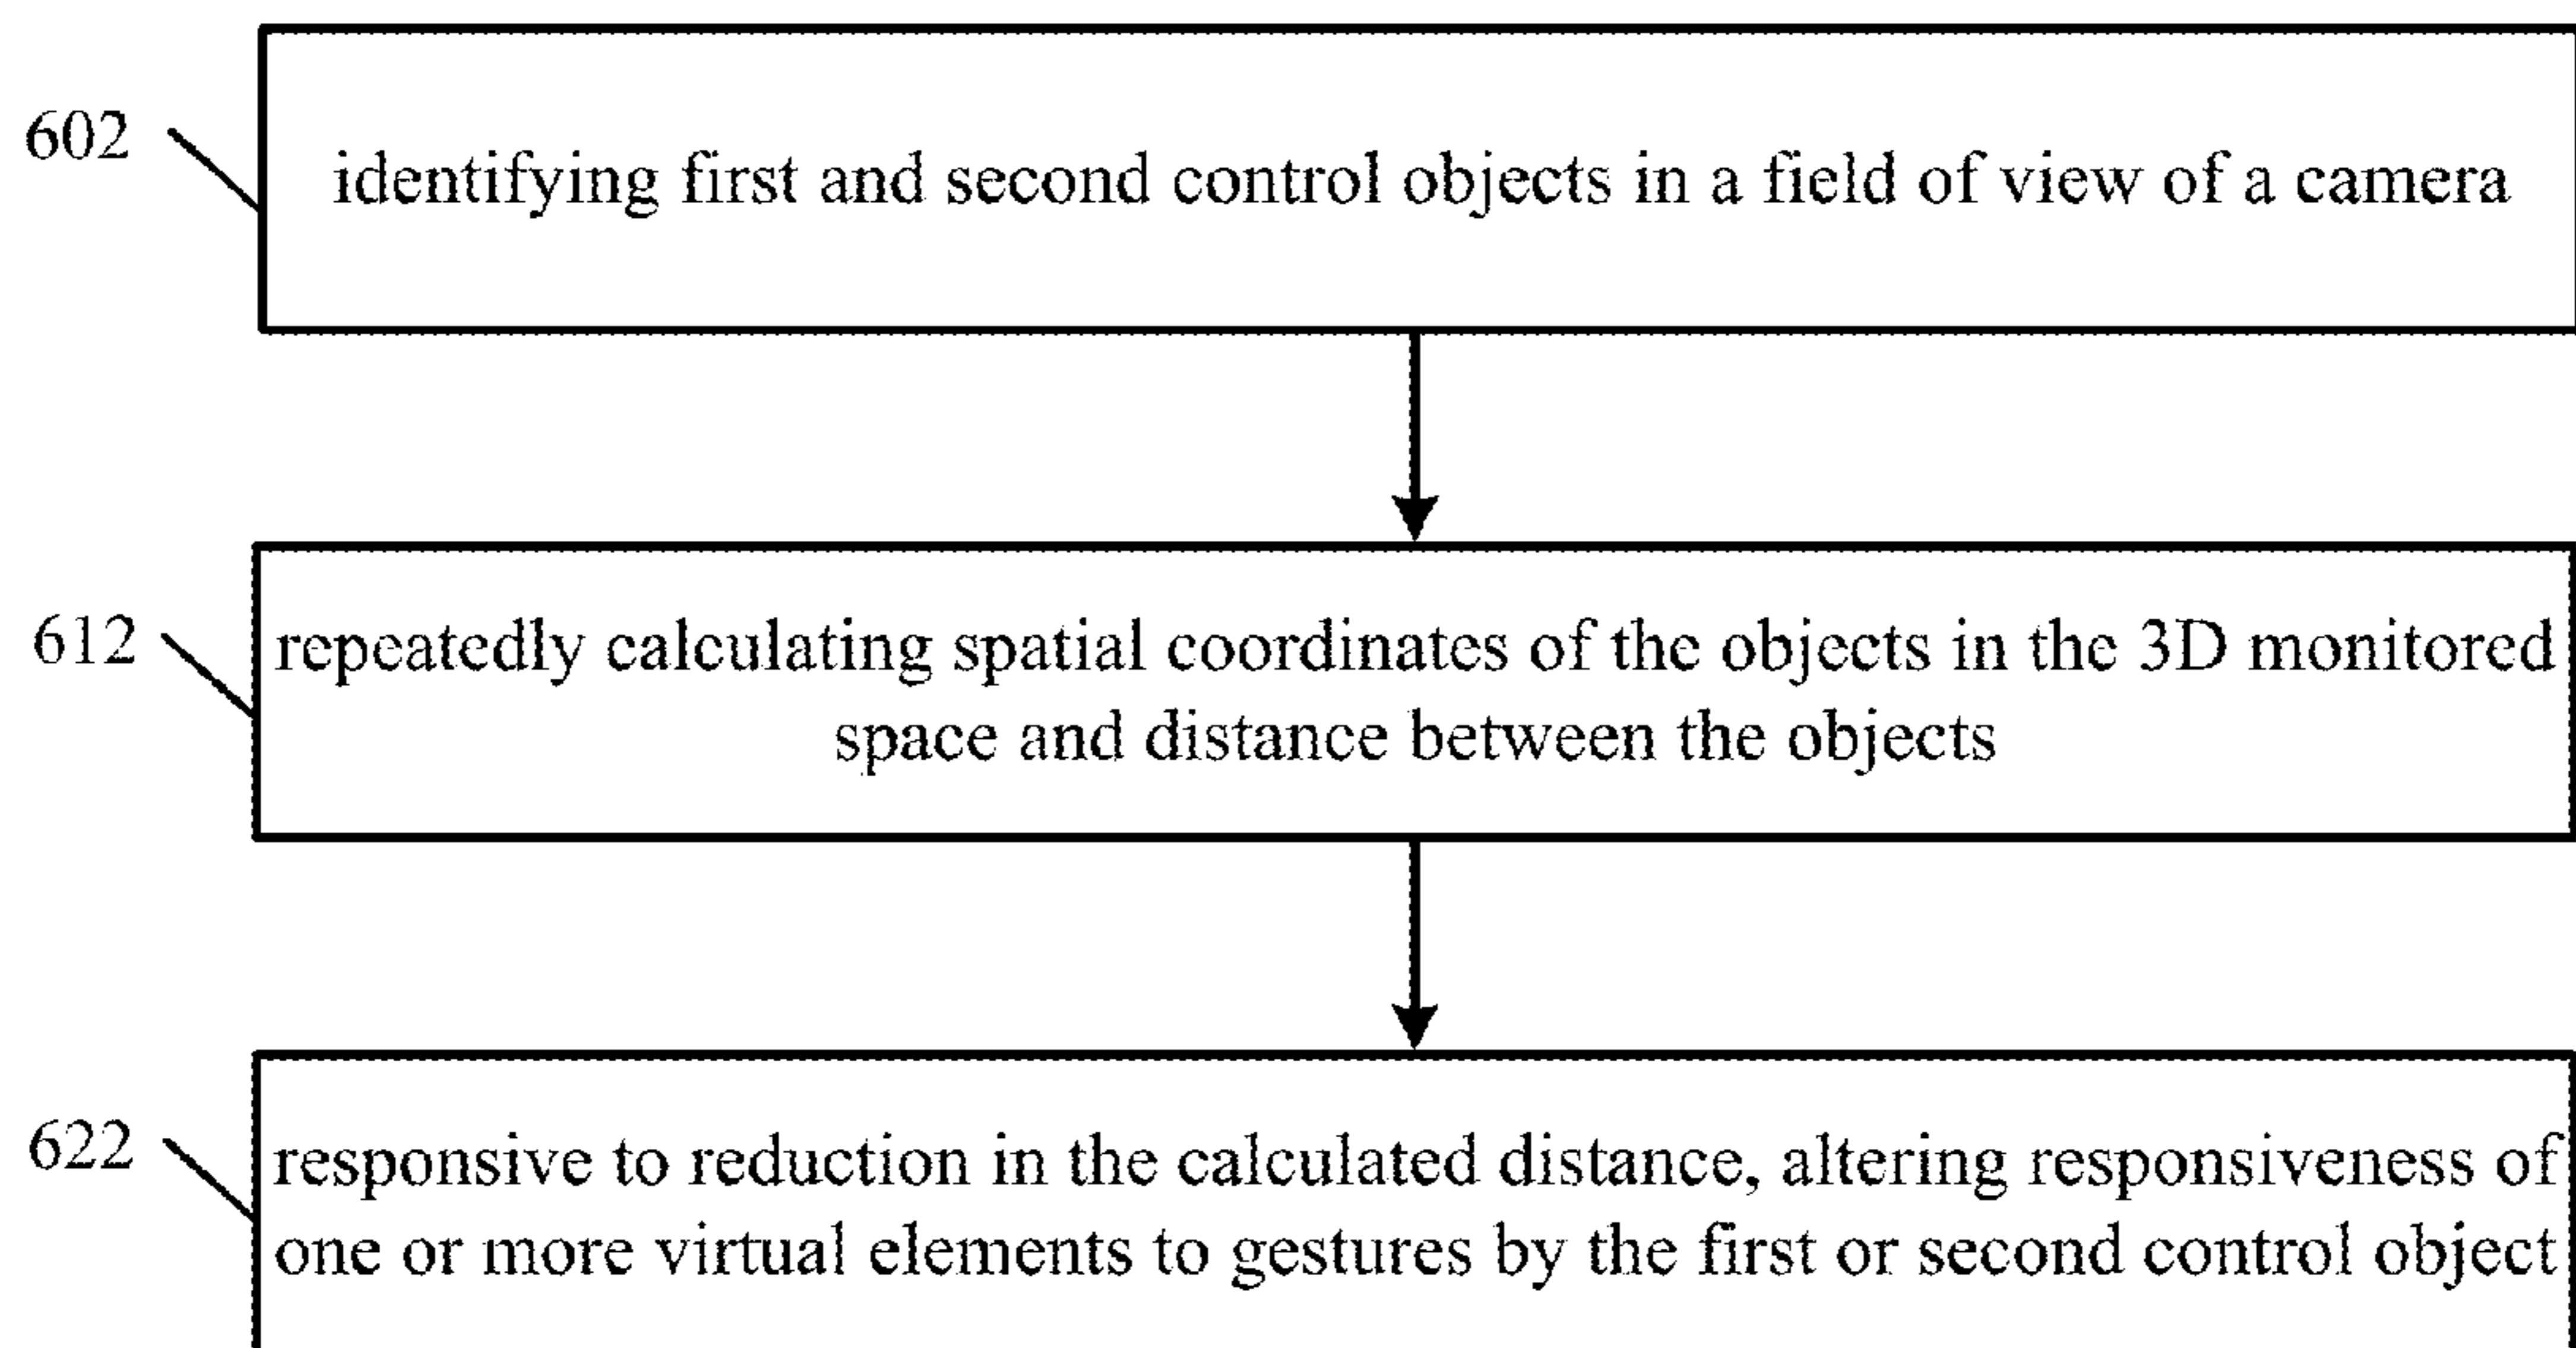 602
identifying first and second control objects in a field of view of a camera
612
repeatedly calculating spatial coordinates of the objects in the 3D monitored
space and distance between the objects
622
responsive to reduction in the calculated distance, altering responsiveness of
one or more virtual elements to gestures by the first or second control object